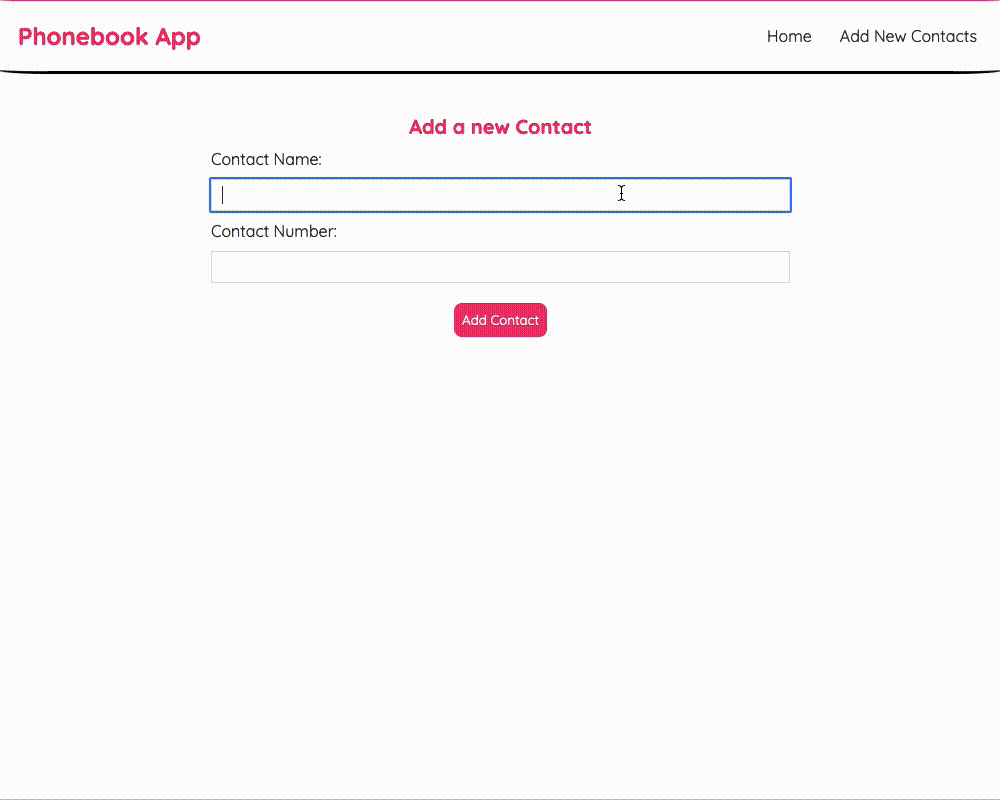 Phonebook App
Home
Add New Contacts
Add a new Contact
Contact Name:
Contact Number:
Add Contact